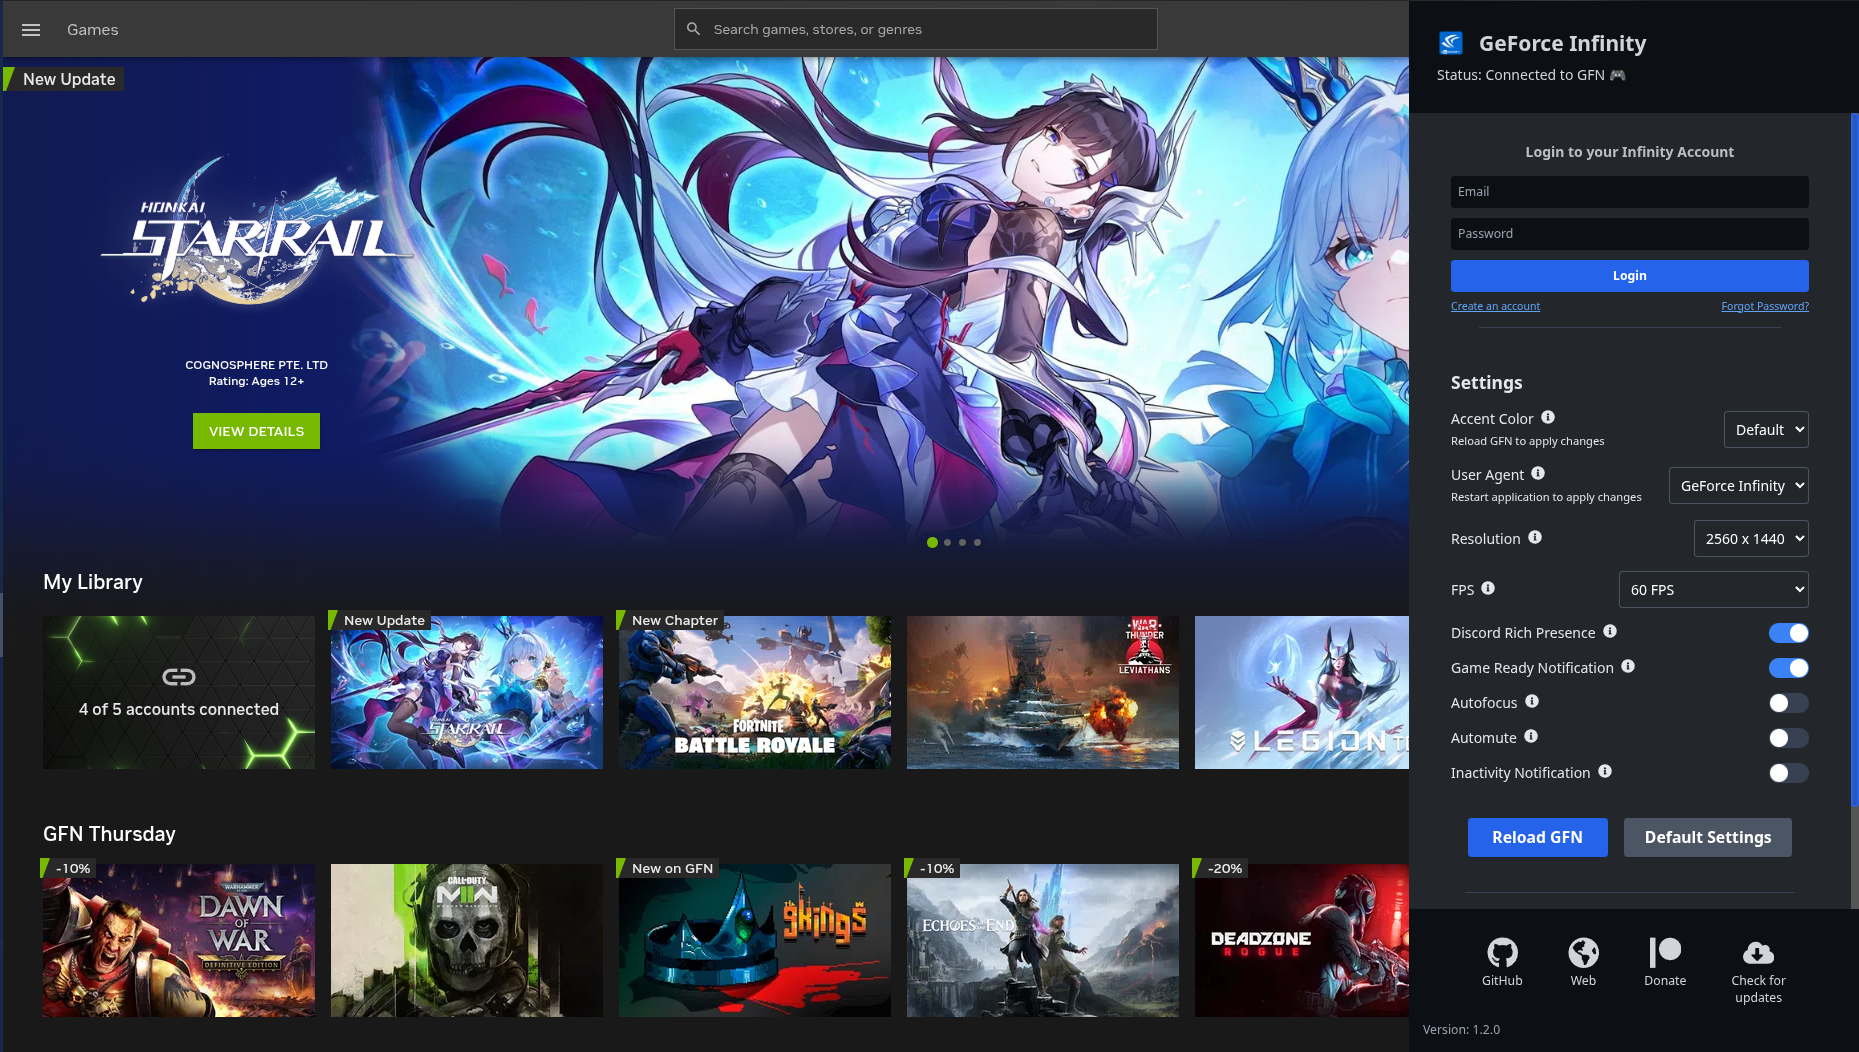 Games
Search games, stores, or genres
New Update
HONKAI
STAR RAIL
COGNOSPHERE PTE. LTD
Rating: Ages 12+
VIEW DETAILS
My Library
4 of 5 accounts connected
New Update
HONKAI
STAR RAIL
New Chapter
FORTNITE
BATTLE ROYALE
WAR
THUNDER
LEVIATHANS
LEGION T
GFN Thursday
-10%
WARHAMMER
DAWN
OF
WAR
DEFINITIVE EDITION
CALL OF DUTY
MWII
New on GFN
9 kings
-10%
ECHOES OF THE END
-20%
DEADZONE
ROGUE
GeForce Infinity
Status: Connected to GFN 🎮
Login to your Infinity Account
Email
Password
Login
Create an account
Forgot Password?
Settings
Accent Color
Reload GFN to apply changes
Default
User Agent
Restart application to apply changes
GeForce Infinity
Resolution
2560 x 1440
FPS
60 FPS
Discord Rich Presence
Game Ready Notification
Autofocus
Automute
Inactivity Notification
Reload GFN
Default Settings
GitHub
Web
Donate
Check for
updates
Version: 1.2.0